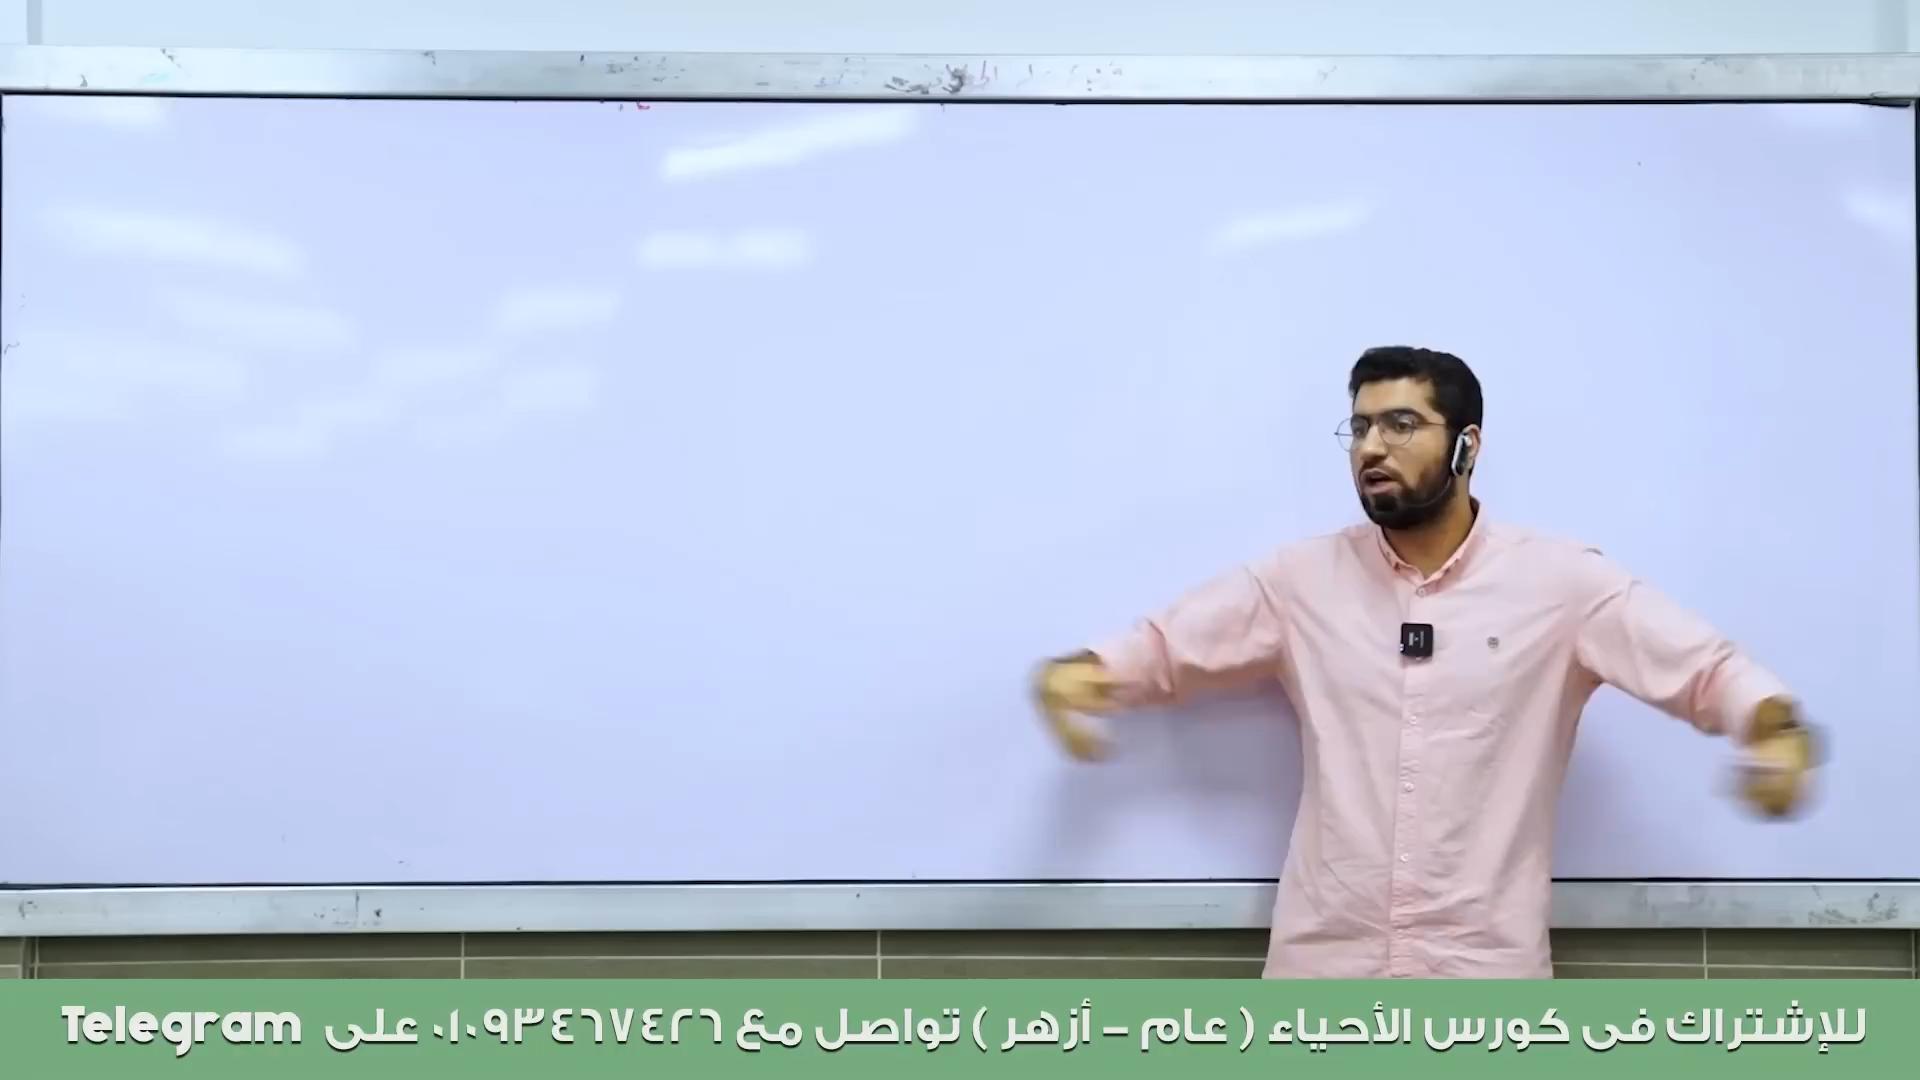 للإشتراك فى كورس الأحياء ( عام - أزهر ) تواصل مع ٠١٠٩٣٤٦٧٤٢٦ على Telegram